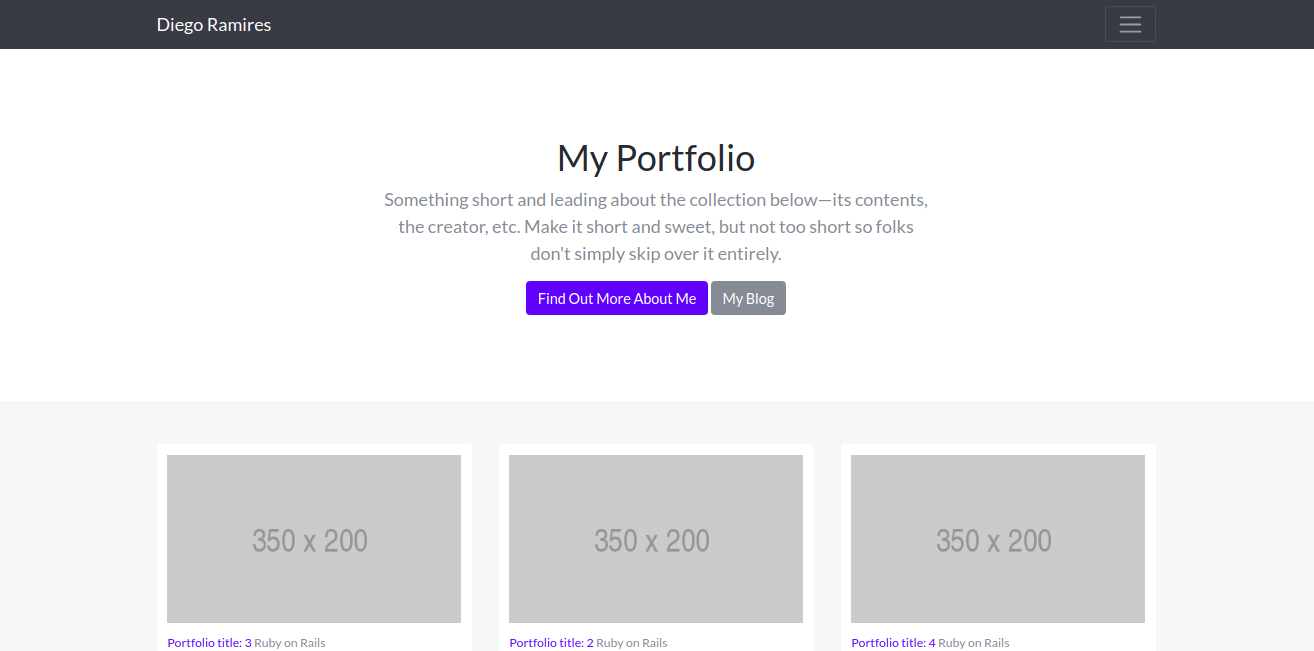 Diego Ramires
My Portfolio
Something short and leading about the collection below—its contents,
the creator, etc. Make it short and sweet, but not too short so folks
don't simply skip over it entirely.
Find Out More About Me
My Blog
350 x 200
350 x 200
350 x 200
Portfolio title: 3 Ruby on Rails
Portfolio title: 2 Ruby on Rails
Portfolio title: 4 Ruby on Rails